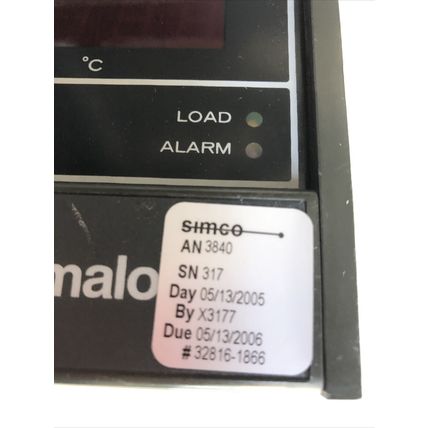 °C
LOAD
ALARM
malo
simco
AN 3840
SN 317
Day 05/13/2005
By X3177
Due 05/13/2006
# 32816-1866